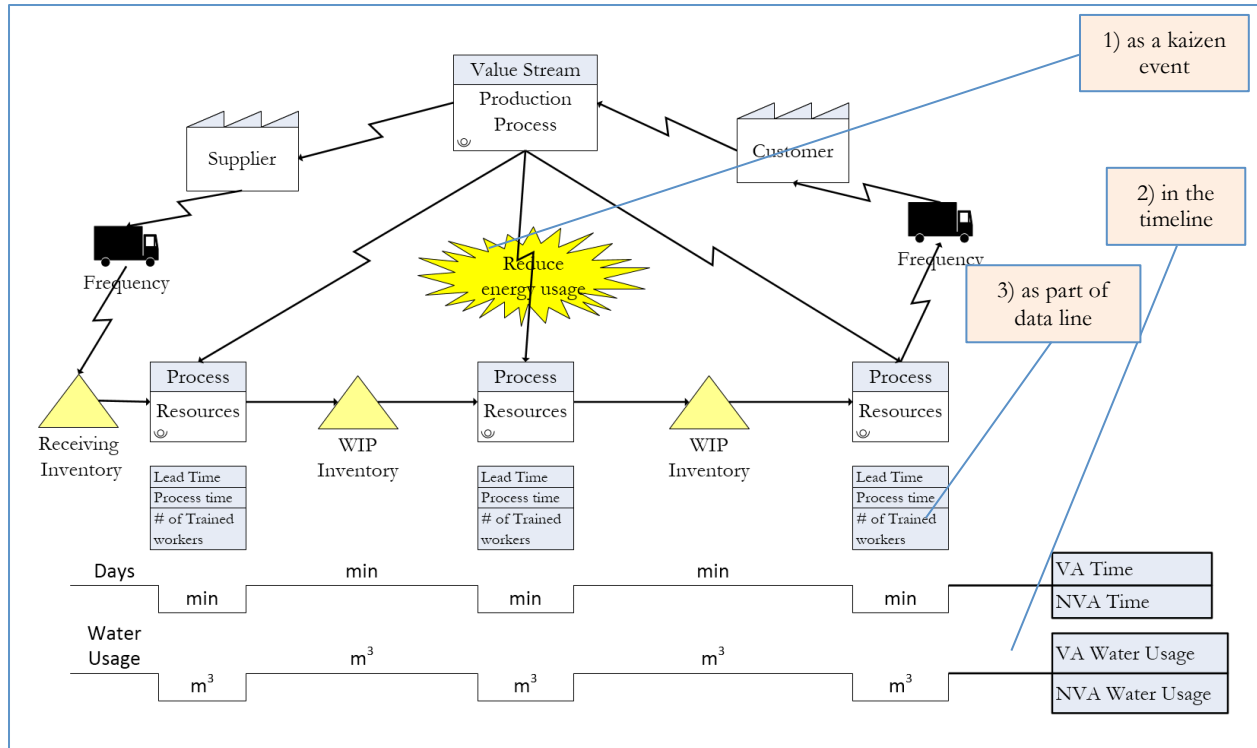 1) as a kaizen
event
Value Stream
Production
Process
Supplier
Customer
2) in the
timeline
Frequency
Frequency
Reduce
energy usage
3) as part of
data line
Process
Resources
Process
Resources
Process
Resources
Receiving
Inventory
WIP
Inventory
WIP
Inventory
Lead Time
Process time
# of Trained
workers
Lead Time
Process time
# of Trained
workers
Lead Time
Process time
# of Trained
workers
Days
min
min
min
min
min
VA Time
NVA Time
Water
Usage
m³
m³
m³
m³
m³
VA Water Usage
NVA Water Usage